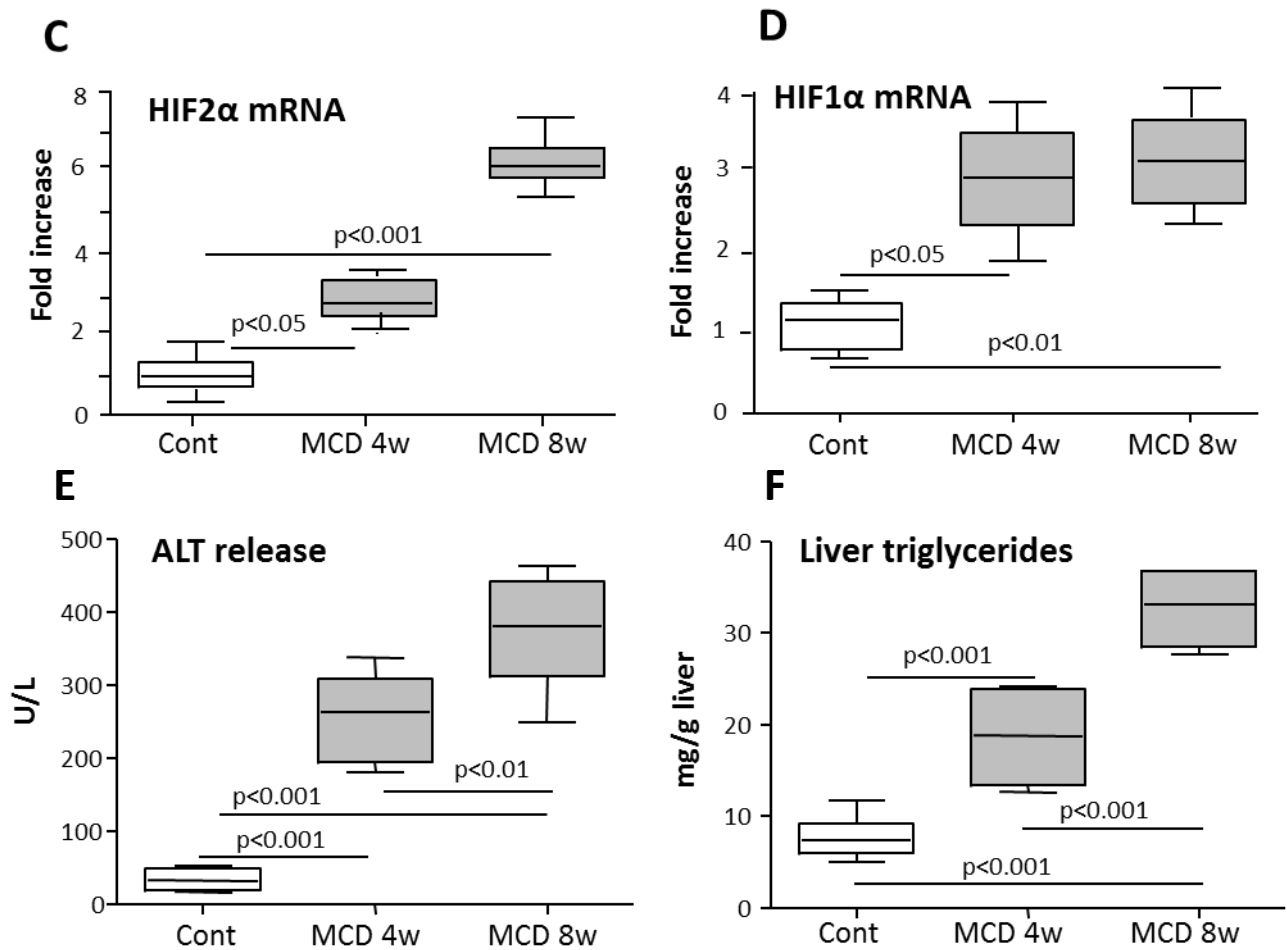 C
HIF2α mRNA
Fold increase
8
6
4
2
0
p<0.001
p<0.05
Cont
MCD 4w
MCD 8w
D
HIF1α mRNA
Fold increase
4
3
2
1
0
p<0.05
p<0.01
Cont
MCD 4w
MCD 8w
E
ALT release
U/L
500
400
300
200
100
0
p<0.01
p<0.001
p<0.001
Cont
MCD 4w
MCD 8w
F
Liver triglycerides
mg/g liver
40
30
20
10
0
p<0.001
p<0.001
p<0.001
Cont
MCD 4w
MCD 8w